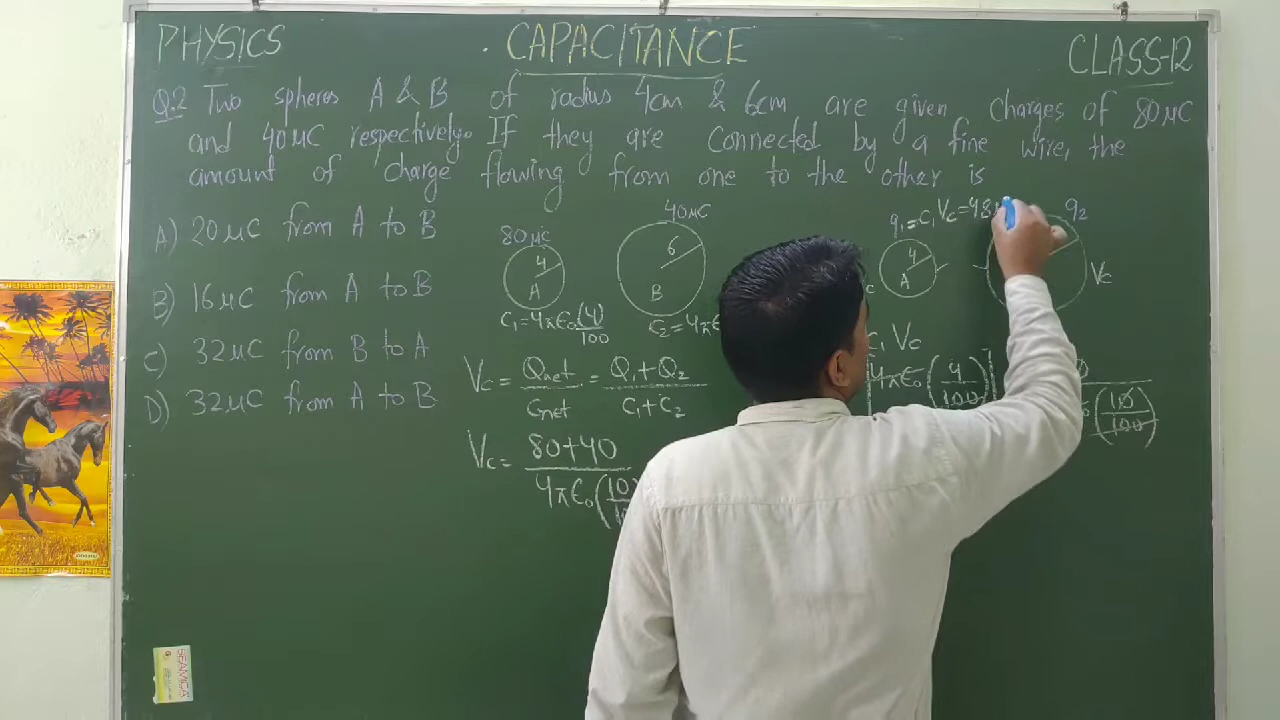 PHYSICS
CAPACITANCE
CLASS-12
Q.2 Two spheres A & B of radius 4cm & 6cm are given charges of 80μC
and 40μC respectively. If they are connected by a fine wire, the
amount of charge flowing from one to the other is
A) 20μC from A to B
B) 16μC from A to B
C) 32μC from B to A
D) 32μC from A to B
80μC
4
A
C₁=4πϵ₀(4)/100
40μC
6
B
C₂=4πϵ
Vc = Qnet/Cnet = Q₁+Q₂/C₁+C₂
Vc = 80+40/4πϵ₀(10
q₁=C₁Vc=48
4
A
q₂
Vc
C₁Vc
4πϵ₀(4/100)
(10/100)
SEAMICA